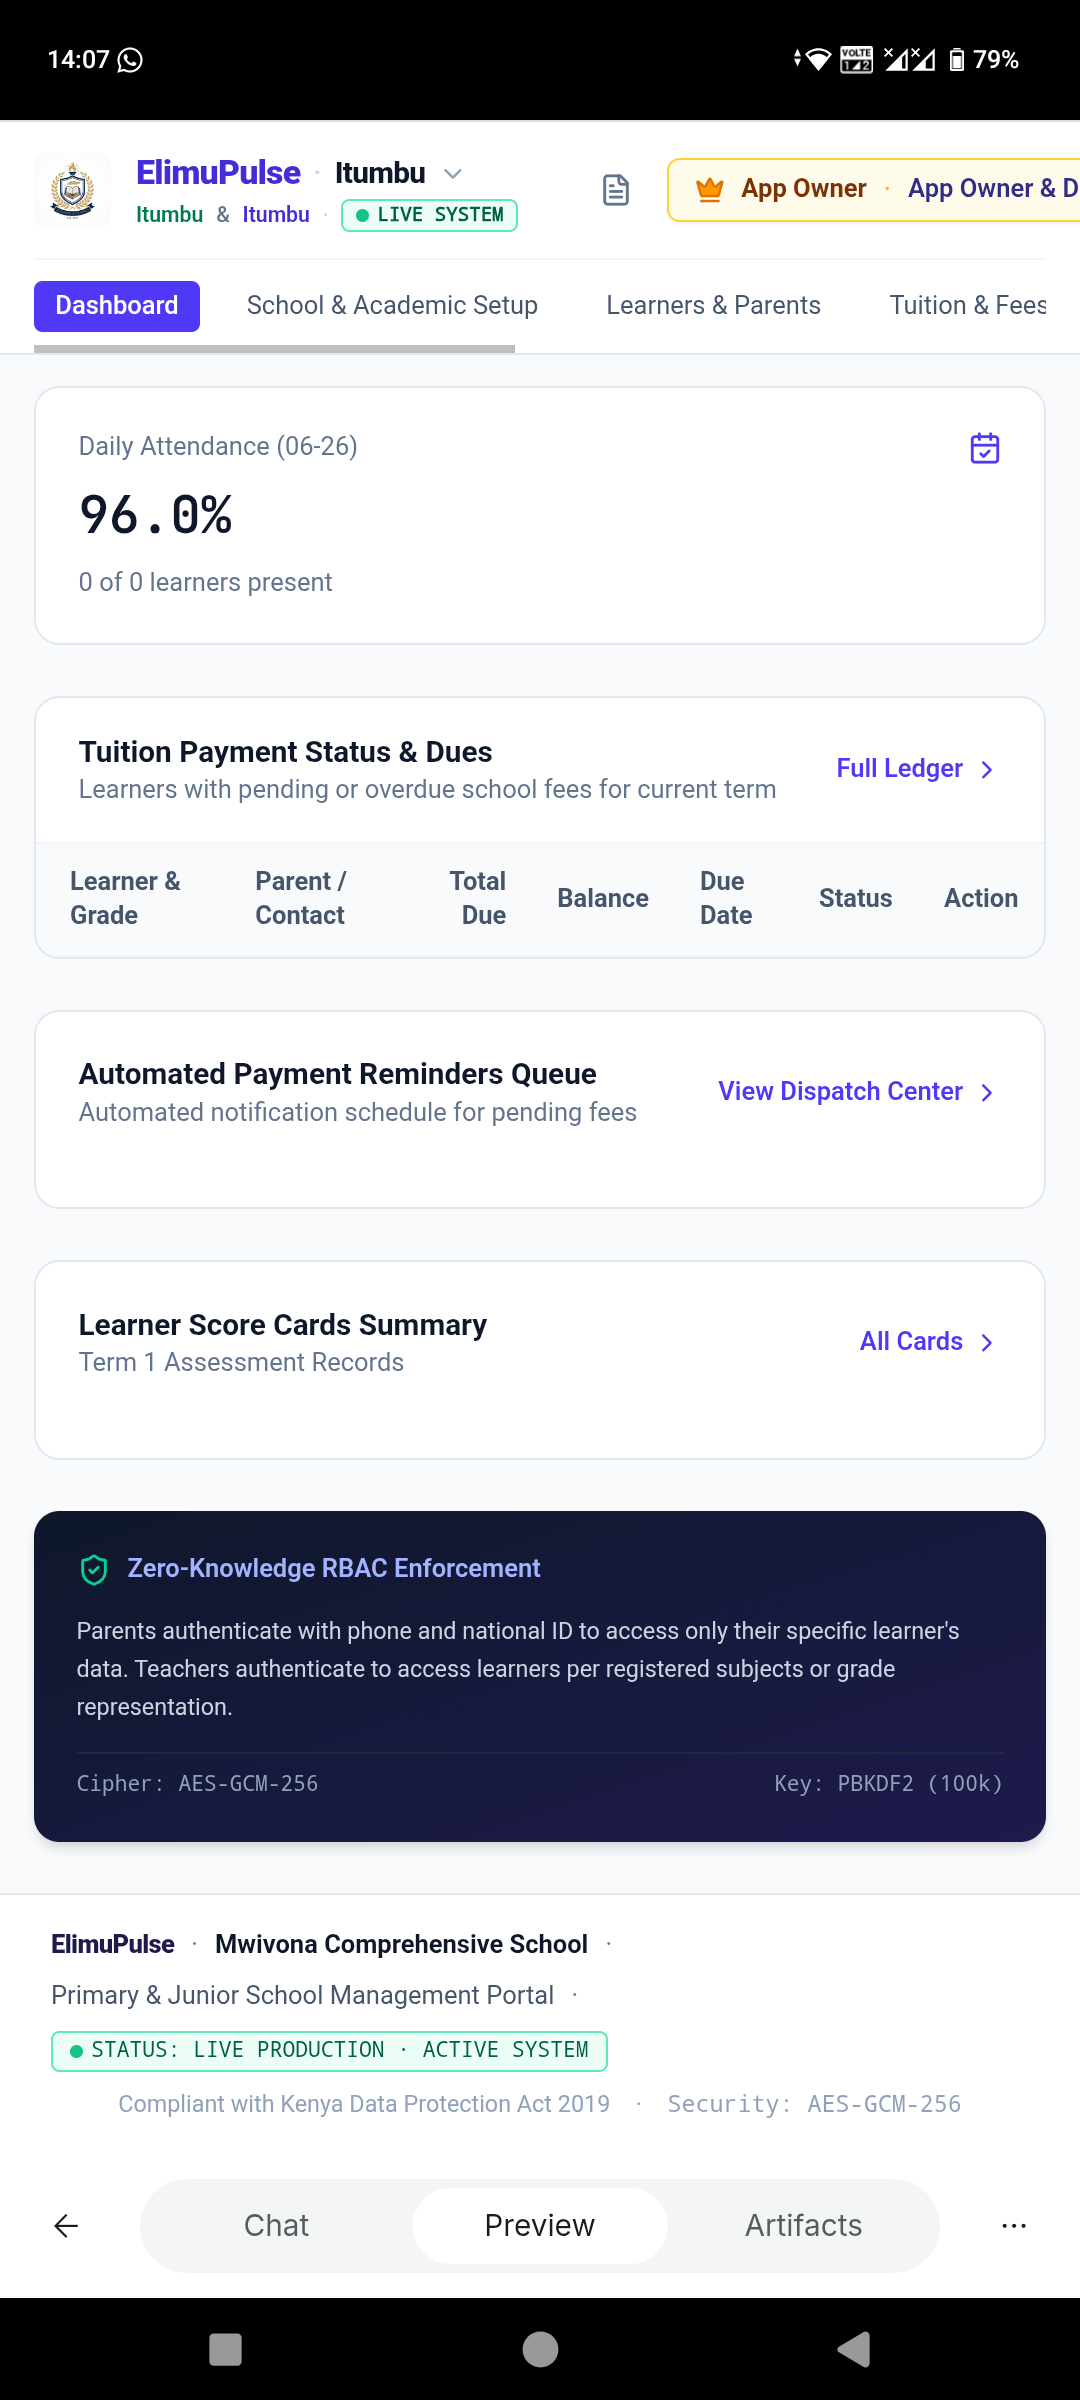 14:07
VOLTE
1 2
79%
ElimuPulse · Itumbu
Itumbu & Itumbu · LIVE SYSTEM
App Owner · App Owner & D
Dashboard School & Academic Setup Learners & Parents Tuition & Fees
Daily Attendance (06-26)
96.0%
0 of 0 learners present
Tuition Payment Status & Dues
Learners with pending or overdue school fees for current term
Full Ledger
Learner & Grade Parent / Contact Total Due Balance Due Date Status Action
Automated Payment Reminders Queue
Automated notification schedule for pending fees
View Dispatch Center
Learner Score Cards Summary
Term 1 Assessment Records
All Cards
Zero-Knowledge RBAC Enforcement
Parents authenticate with phone and national ID to access only their specific learner's
data. Teachers authenticate to access learners per registered subjects or grade
representation.
Cipher: AES-GCM-256 Key: PBKDF2 (100k)
ElimuPulse · Mwivona Comprehensive School ·
Primary & Junior School Management Portal ·
STATUS: LIVE PRODUCTION · ACTIVE SYSTEM
Compliant with Kenya Data Protection Act 2019 · Security: AES-GCM-256
Chat Preview Artifacts